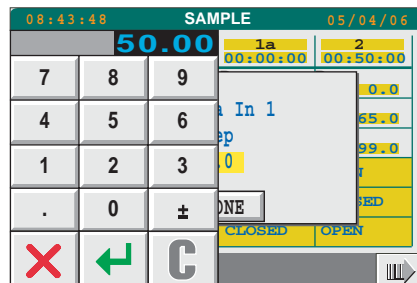 08:43:48 SAMPLE 05/04/06
50.00 1a 2
00:00:00 00:50:00
7 8 9 0.0
4 5 6 In 1 65.0
1 2 3 .0 99.0
. 0 ±
CLOSED OPEN
C